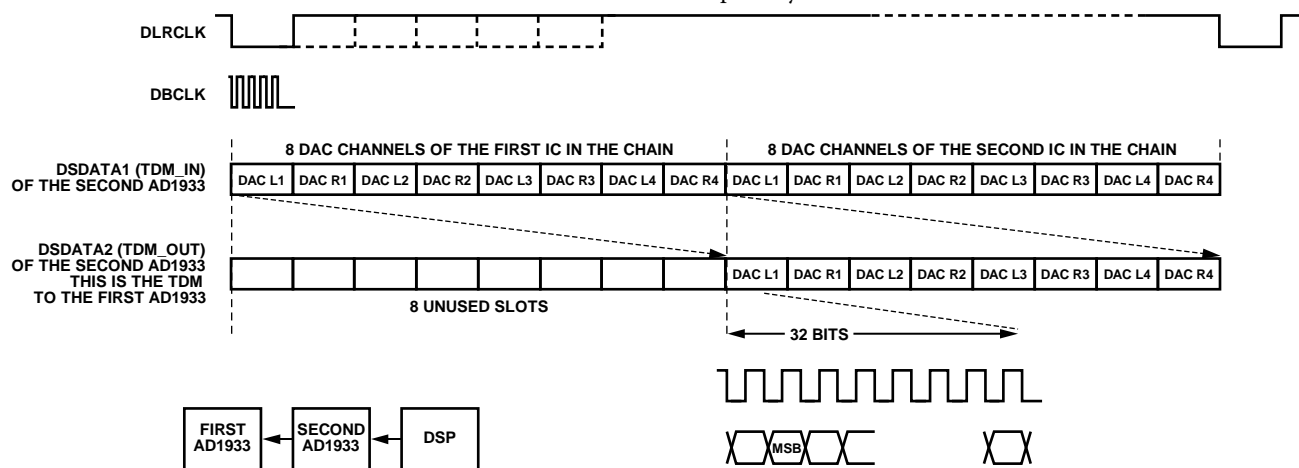 DLRCLK
DBCLK
8 DAC CHANNELS OF THE FIRST IC IN THE CHAIN
8 DAC CHANNELS OF THE SECOND IC IN THE CHAIN
DSDATA1 (TDM_IN)
OF THE SECOND AD1933
DAC L1 DAC R1 DAC L2 DAC R2 DAC L3 DAC R3 DAC L4 DAC R4 DAC L1 DAC R1 DAC L2 DAC R2 DAC L3 DAC R3 DAC L4 DAC R4
DSDATA2 (TDM_OUT)
OF THE SECOND AD1933
THIS IS THE TDM
TO THE FIRST AD1933
DAC L1 DAC R1 DAC L2 DAC R2 DAC L3 DAC R3 DAC L4 DAC R4
8 UNUSED SLOTS
32 BITS
FIRST
AD1933
SECOND
AD1933
DSP
MSB